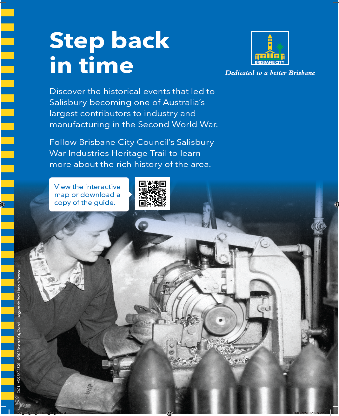 Step back
in time
BRISBANE CITY
Dedicated to a better Brisbane
Discover the historical events that led to
Salisbury becoming one of Australia's
largest contributors to industry and
manufacturing in the Second World War.
Follow Brisbane City Council's Salisbury
War Industries Heritage Trail to learn
more about the rich history of the area.
View the interactive
map or download a
copy of the guide.